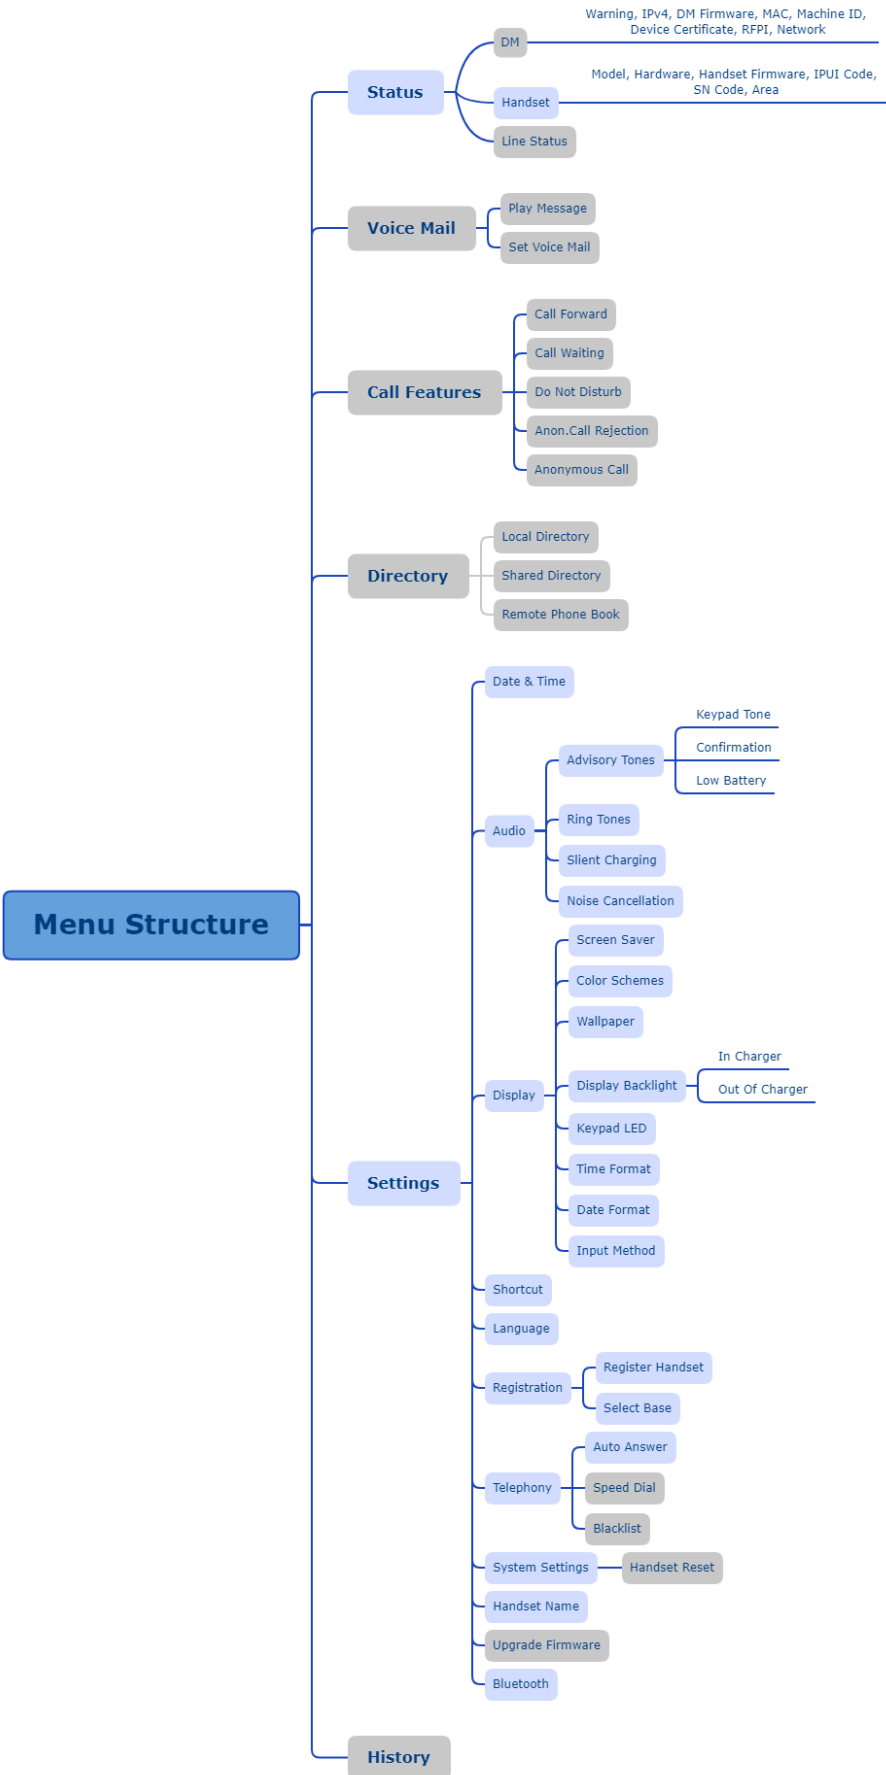 Menu Structure
Status
DM
Warning, IPv4, DM Firmware, MAC, Machine ID,
Device Certificate, RFPI, Network
Handset
Model, Hardware, Handset Firmware, IPUI Code,
SN Code, Area
Line Status
Voice Mail
Play Message
Set Voice Mail
Call Features
Call Forward
Call Waiting
Do Not Disturb
Anon.Call Rejection
Anonymous Call
Directory
Local Directory
Shared Directory
Remote Phone Book
Settings
Date & Time
Audio
Advisory Tones
Keypad Tone
Confirmation
Low Battery
Ring Tones
Slient Charging
Noise Cancellation
Display
Screen Saver
Color Schemes
Wallpaper
Display Backlight
In Charger
Out Of Charger
Keypad LED
Time Format
Date Format
Input Method
Shortcut
Language
Registration
Register Handset
Select Base
Telephony
Auto Answer
Speed Dial
Blacklist
System Settings
Handset Reset
Handset Name
Upgrade Firmware
Bluetooth
History